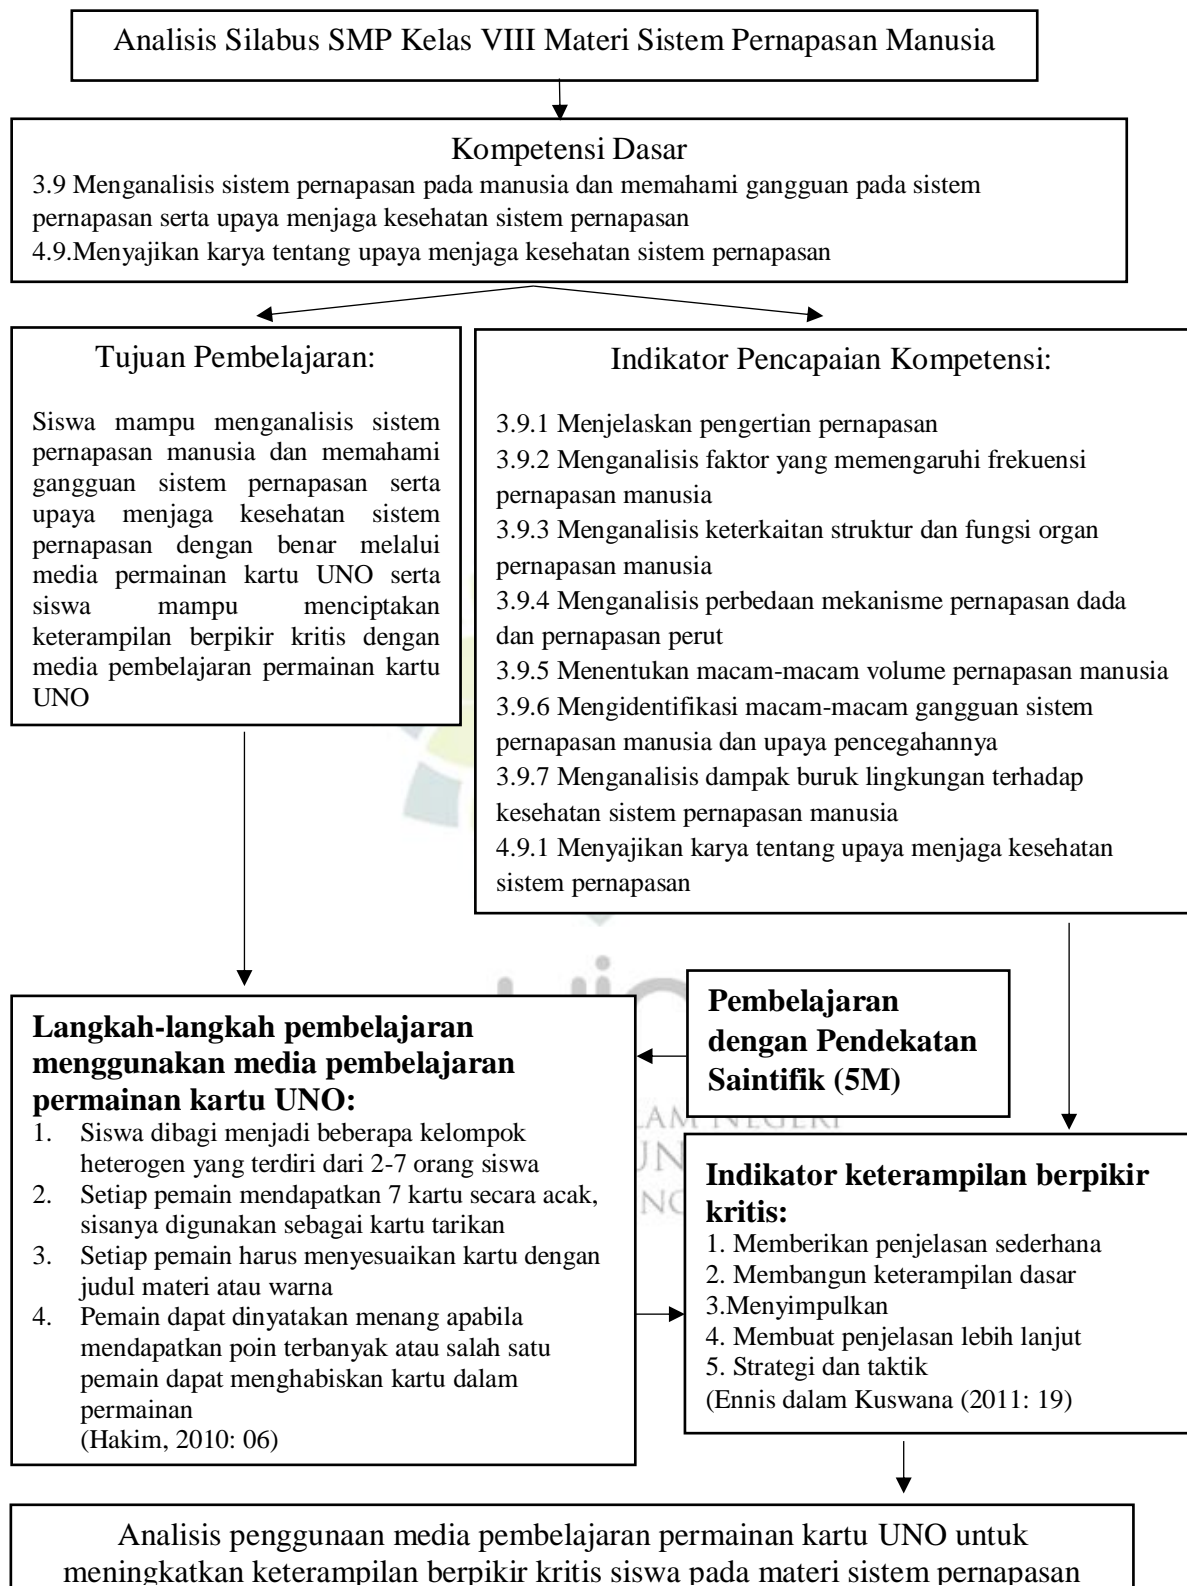 Analisis Silabus SMP Kelas VIII Materi Sistem Pernapasan Manusia
Kompetensi Dasar
3.9 Menganalisis sistem pernapasan pada manusia dan memahami gangguan pada sistem
pernapasan serta upaya menjaga kesehatan sistem pernapasan
4.9.Menyajikan karya tentang upaya menjaga kesehatan sistem pernapasan
Tujuan Pembelajaran:
Siswa mampu menganalisis sistem
pernapasan manusia dan memahami
gangguan sistem pernapasan serta
upaya menjaga kesehatan sistem
pernapasan dengan benar melalui
media permainan kartu UNO serta
siswa mampu menciptakan
keterampilan berpikir kritis dengan
media pembelajaran permainan kartu
UNO
Indikator Pencapaian Kompetensi:
3.9.1 Menjelaskan pengertian pernapasan
3.9.2 Menganalisis faktor yang memengaruhi frekuensi
pernapasan manusia
3.9.3 Menganalisis keterkaitan struktur dan fungsi organ
pernapasan manusia
3.9.4 Menganalisis perbedaan mekanisme pernapasan dada
dan pernapasan perut
3.9.5 Menentukan macam-macam volume pernapasan manusia
3.9.6 Mengidentifikasi macam-macam gangguan sistem
pernapasan manusia dan upaya pencegahannya
3.9.7 Menganalisis dampak buruk lingkungan terhadap
kesehatan sistem pernapasan manusia
4.9.1 Menyajikan karya tentang upaya menjaga kesehatan
sistem pernapasan
Langkah-langkah pembelajaran
menggunakan media pembelajaran
permainan kartu UNO:
1. Siswa dibagi menjadi beberapa kelompok
heterogen yang terdiri dari 2-7 orang siswa
2. Setiap pemain mendapatkan 7 kartu secara acak,
sisanya digunakan sebagai kartu tarikan
3. Setiap pemain harus menyesuaikan kartu dengan
judul materi atau warna
4. Pemain dapat dinyatakan menang apabila
mendapatkan poin terbanyak atau salah satu
pemain dapat menghabiskan kartu dalam
permainan
(Hakim, 2010: 06)
Pembelajaran
dengan Pendekatan
Saintifik (5M)
Indikator keterampilan berpikir
kritis:
1. Memberikan penjelasan sederhana
2. Membangun keterampilan dasar
3.Menyimpulkan
4. Membuat penjelasan lebih lanjut
5. Strategi dan taktik
(Ennis dalam Kuswana (2011: 19)
Analisis penggunaan media pembelajaran permainan kartu UNO untuk
meningkatkan keterampilan berpikir kritis siswa pada materi sistem pernapasan